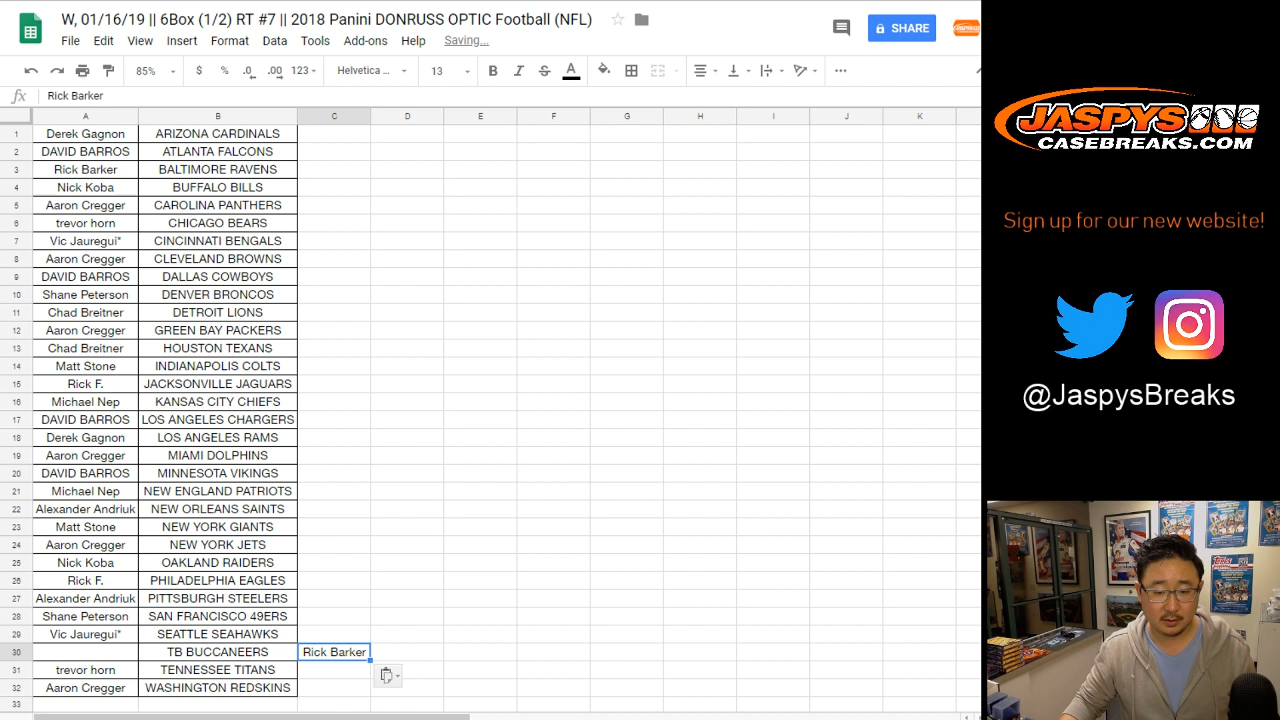 W, 01/16/19 || 6Box (1/2) RT #7 || 2018 Panini DONRUSS OPTIC Football (NFL)
File Edit View Insert Format Data Tools Add-ons Help Saving...
SHARE
85% $ % .0 .00 123 Helvetica ... 13 B I S A
fx Rick Barker
A B C D E F G H I J K
1 Derek Gagnon ARIZONA CARDINALS
2 DAVID BARROS ATLANTA FALCONS
3 Rick Barker BALTIMORE RAVENS
4 Nick Koba BUFFALO BILLS
5 Aaron Cregger CAROLINA PANTHERS
6 trevor horn CHICAGO BEARS
7 Vic Jauregui* CINCINNATI BENGALS
8 Aaron Cregger CLEVELAND BROWNS
9 DAVID BARROS DALLAS COWBOYS
10 Shane Peterson DENVER BRONCOS
11 Chad Breitner DETROIT LIONS
12 Aaron Cregger GREEN BAY PACKERS
13 Chad Breitner HOUSTON TEXANS
14 Matt Stone INDIANAPOLIS COLTS
15 Rick F. JACKSONVILLE JAGUARS
16 Michael Nep KANSAS CITY CHIEFS
17 DAVID BARROS LOS ANGELES CHARGERS
18 Derek Gagnon LOS ANGELES RAMS
19 Aaron Cregger MIAMI DOLPHINS
20 DAVID BARROS MINNESOTA VIKINGS
21 Michael Nep NEW ENGLAND PATRIOTS
22 Alexander Andriuk NEW ORLEANS SAINTS
23 Matt Stone NEW YORK GIANTS
24 Aaron Cregger NEW YORK JETS
25 Nick Koba OAKLAND RAIDERS
26 Rick F. PHILADELPHIA EAGLES
27 Alexander Andriuk PITTSBURGH STEELERS
28 Shane Peterson SAN FRANCISCO 49ERS
29 Vic Jauregui* SEATTLE SEAHAWKS
30 TB BUCCANEERS Rick Barker
31 trevor horn TENNESSEE TITANS
32 Aaron Cregger WASHINGTON REDSKINS
33
JASPYS
CASEBREAKS.COM
Sign up for our new website!
@JaspysBreaks